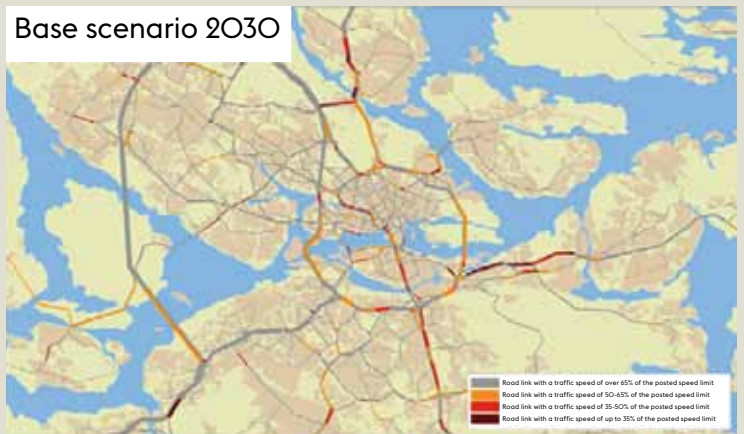 Base scenario 2030
Road link with a traffic speed of over 65% of the posted speed limit
Road link with a traffic speed of 50-65% of the posted speed limit
Road link with a traffic speed of 35-50% of the posted speed limit
Road link with a traffic speed of up to 35% of the posted speed limit